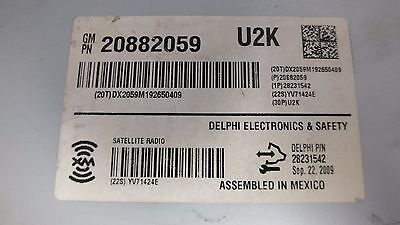 GM PN 20882059 U2K
(20T)DX2059M192650409
(20T)DX2059M192650409
(P)20882059
(1P)28231542
(22S)YV71424E
(30P)U2K
DELPHI ELECTRONICS & SAFETY
SATELLITE RADIO
XM
(22S) YV71424E
DELPHI P/N
28231542
Sep. 22, 2009
ASSEMBLED IN MEXICO